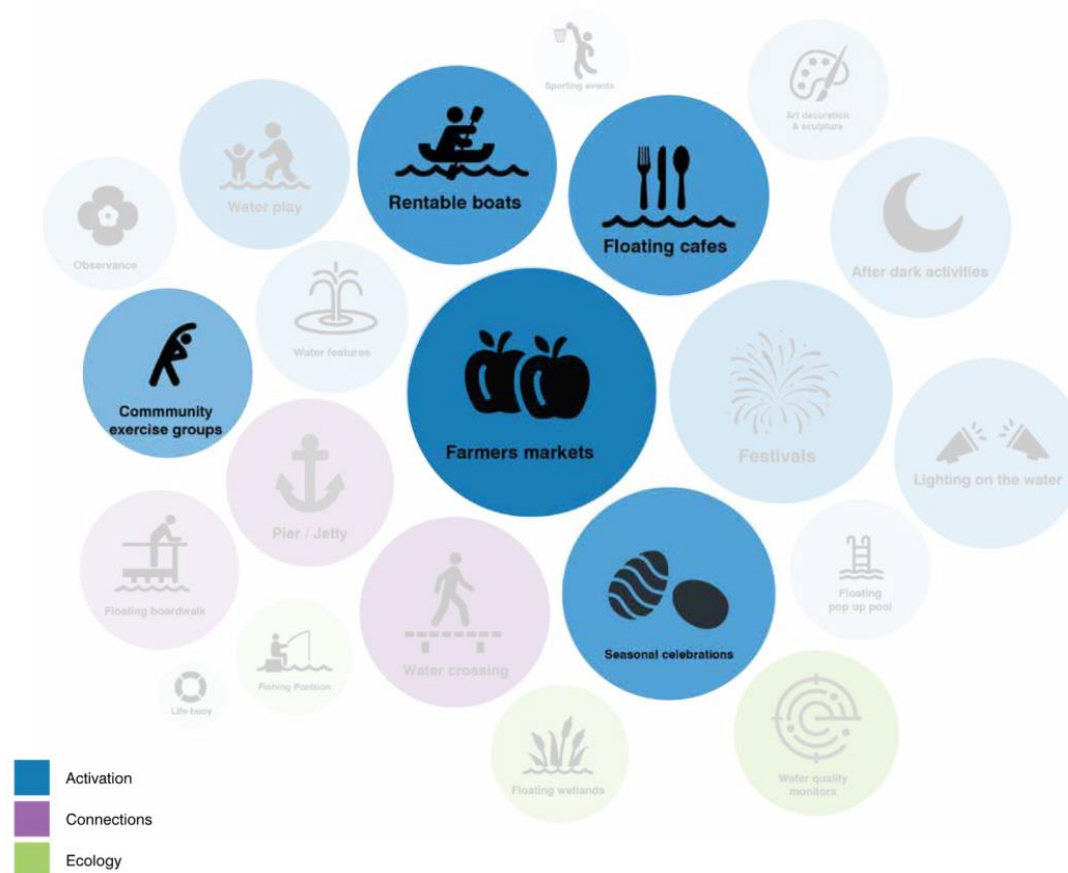 Sporting events
Art decoration
& sculpture
Water play
Rentable boats
Floating cafes
After dark activities
Observance
Water features
Commmunity
exercise groups
Farmers markets
Festivals
Lighting on the water
Pier / Jetty
Floating boardwalk
Water crossing
Seasonal celebrations
Floating
pop up pool
Fishing Pontoon
Life buoy
Floating wetlands
Water quality
monitors
Activation
Connections
Ecology